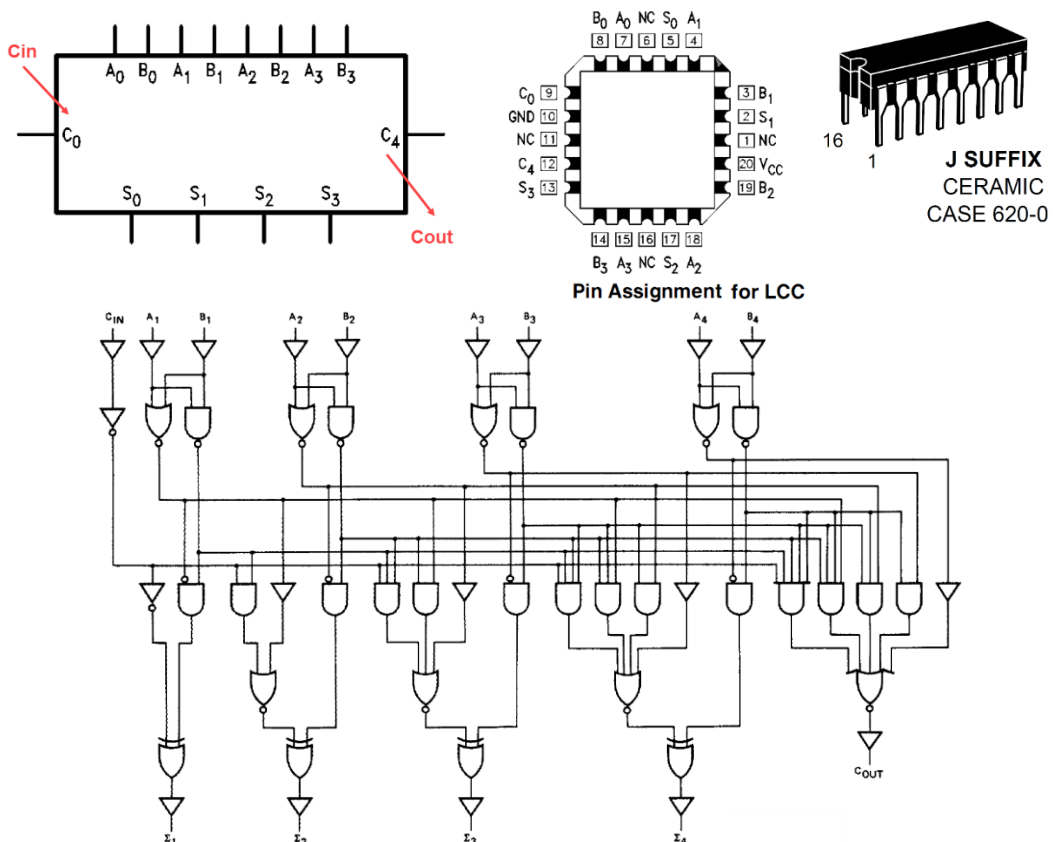 Cin
A0 B0 A1 B1 A2 B2 A3 B3
C0 C4
S0 S1 S2 S3
Cout
B0 A0 NC S0 A1
8 7 6 5 4
C0 9 3 B1
GND 10 2 S1
NC 11 1 NC
C4 12 20 VCC
S3 13 19 B2
14 15 16 17 18
B3 A3 NC S2 A2
Pin Assignment for LCC
16
1
J SUFFIX
CERAMIC
CASE 620-0
CIN A1 B1 A2 B2 A3 B3 A4 B4
COUT
Σ1 Σ2 Σ3 Σ4